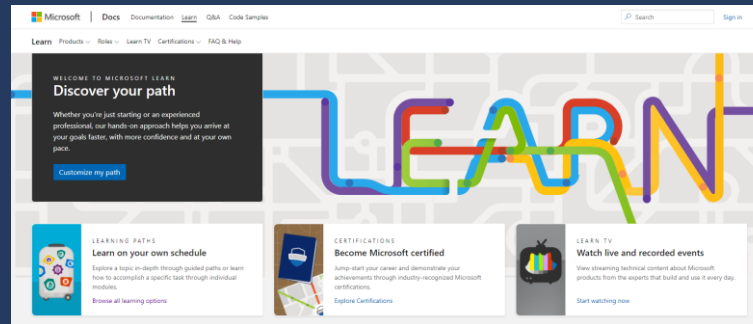 Microsoft | Docs Documentation Learn Q&A Code Samples Search Sign in
Learn Products Roles Learn TV Certifications FAQ & Help
WELCOME TO MICROSOFT LEARN
Discover your path
Whether you're just starting or an experienced
professional, our hands-on approach helps you arrive at
your goals faster, with more confidence and at your own
pace.
Customize my path
LEARN
LEARNING PATHS
Learn on your own schedule
Explore a topic in-depth through guided paths or learn
how to accomplish a specific task through individual
modules.
Browse all learning options
CERTIFICATIONS
Become Microsoft certified
Jump-start your career and demonstrate your
achievements through industry-recognized Microsoft
certifications.
Explore Certifications
LEARN TV
Watch live and recorded events
View streaming technical content about Microsoft
products from the experts that build and use it every day.
Start watching now